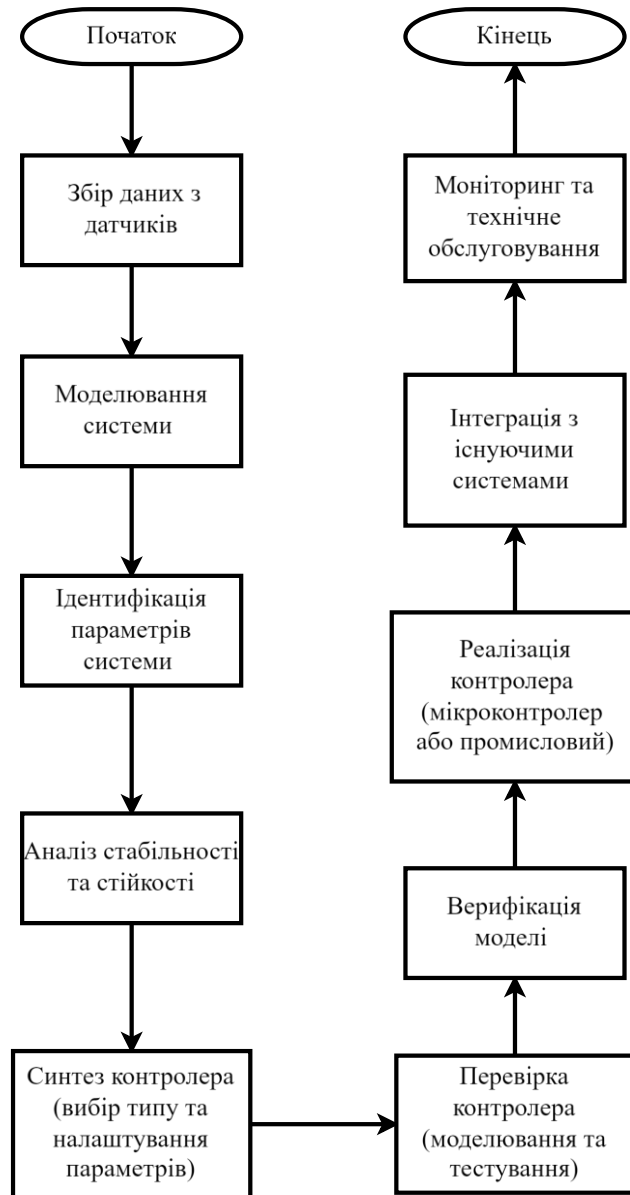 Початок
Збір даних з
датчиків
Моделювання
системи
Ідентифікація
параметрів
системи
Аналіз стабільності
та стійкості
Синтез контролера
(вибір типу та
налаштування
параметрів)
Перевірка
контролера
(моделювання та
тестування)
Верифікація
моделі
Реалізація
контролера
(мікроконтролер
або промисловий)
Інтеграція з
існуючими
системами
Моніторинг та
технічне
обслуговування
Кінець